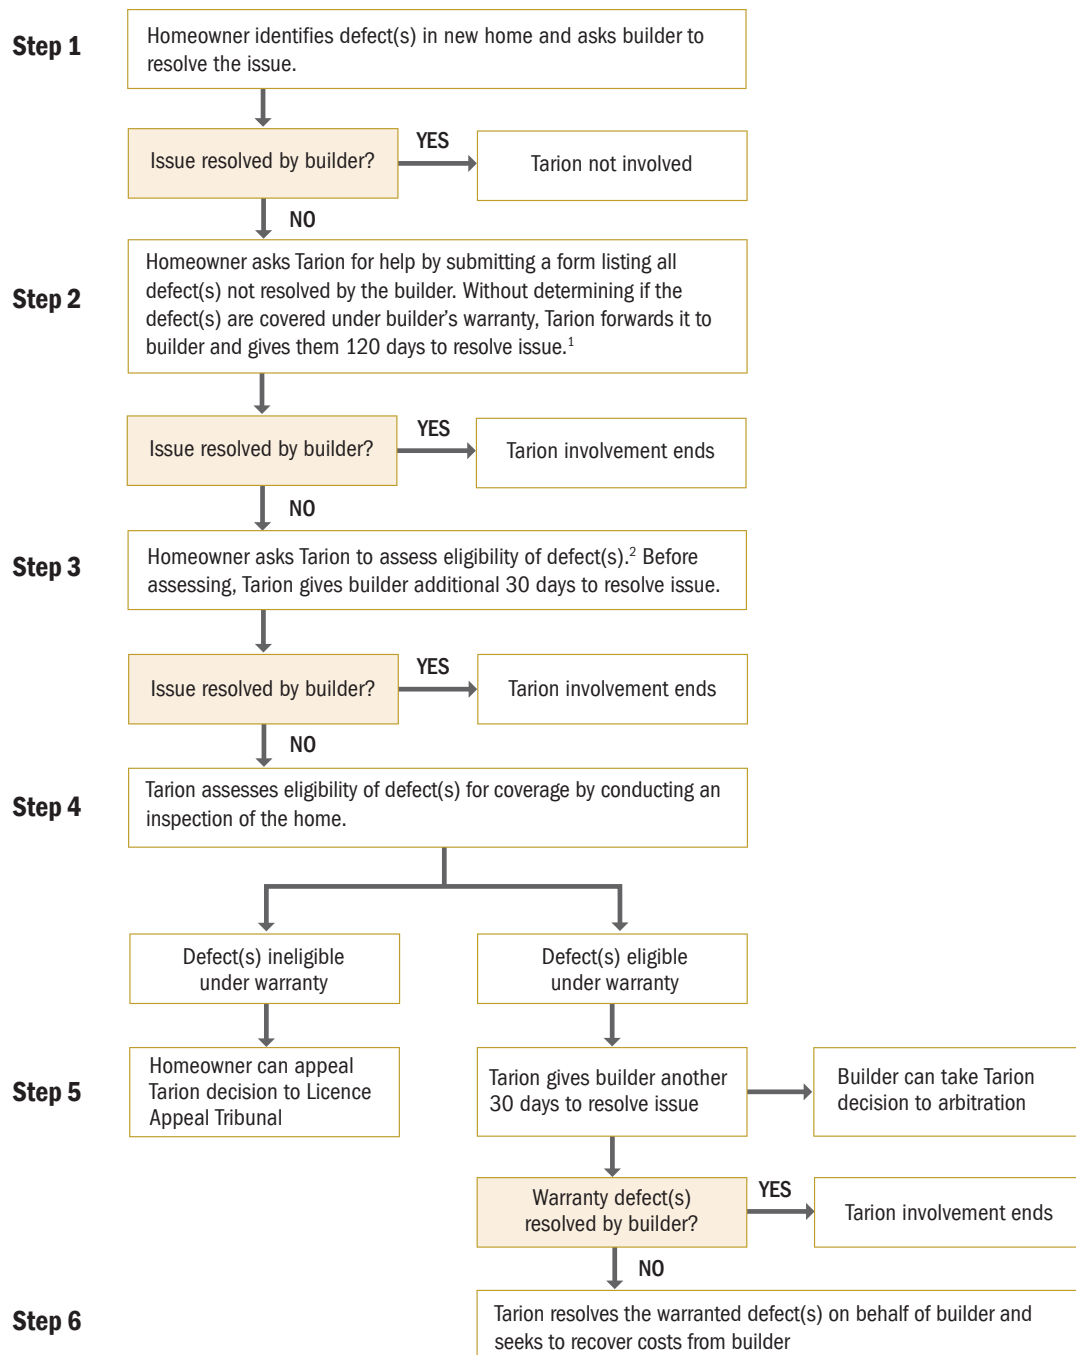 Step 1
Homeowner identifies defect(s) in new home and asks builder to
resolve the issue.
Issue resolved by builder?
YES
Tarion not involved
NO
Step 2
Homeowner asks Tarion for help by submitting a form listing all
defect(s) not resolved by the builder. Without determining if the
defect(s) are covered under builder's warranty, Tarion forwards it to
builder and gives them 120 days to resolve issue.¹
Issue resolved by builder?
YES
Tarion involvement ends
NO
Step 3
Homeowner asks Tarion to assess eligibility of defect(s).² Before
assessing, Tarion gives builder additional 30 days to resolve issue.
Issue resolved by builder?
YES
Tarion involvement ends
NO
Step 4
Tarion assesses eligibility of defect(s) for coverage by conducting an
inspection of the home.
Defect(s) ineligible
under warranty
Defect(s) eligible
under warranty
Step 5
Homeowner can appeal
Tarion decision to Licence
Appeal Tribunal
Tarion gives builder another
30 days to resolve issue
Builder can take Tarion
decision to arbitration
Warranty defect(s)
resolved by builder?
YES
Tarion involvement ends
NO
Step 6
Tarion resolves the warranted defect(s) on behalf of builder and
seeks to recover costs from builder